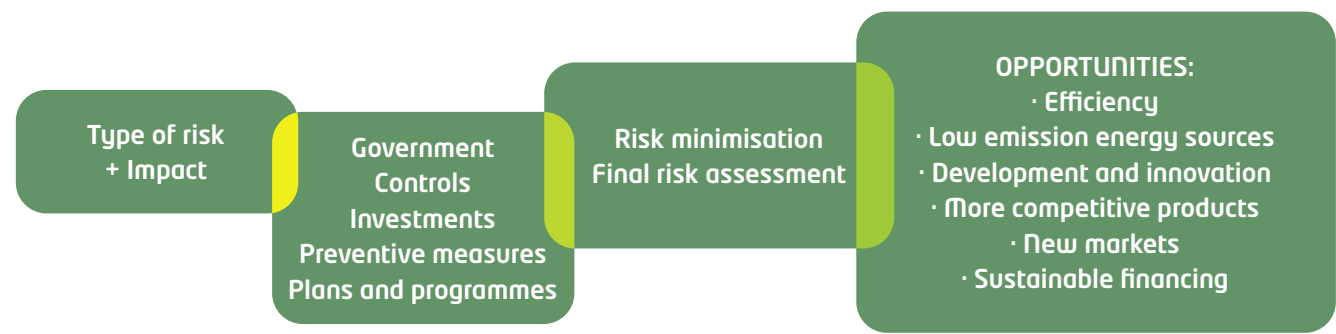 Type of risk
+ Impact
Government
Controls
Investments
Preventive measures
Plans and programmes
Risk minimisation
Final risk assessment
OPPORTUNITIES:
· Efficiency
· Low emission energy sources
· Development and innovation
· More competitive products
· New markets
· Sustainable financing